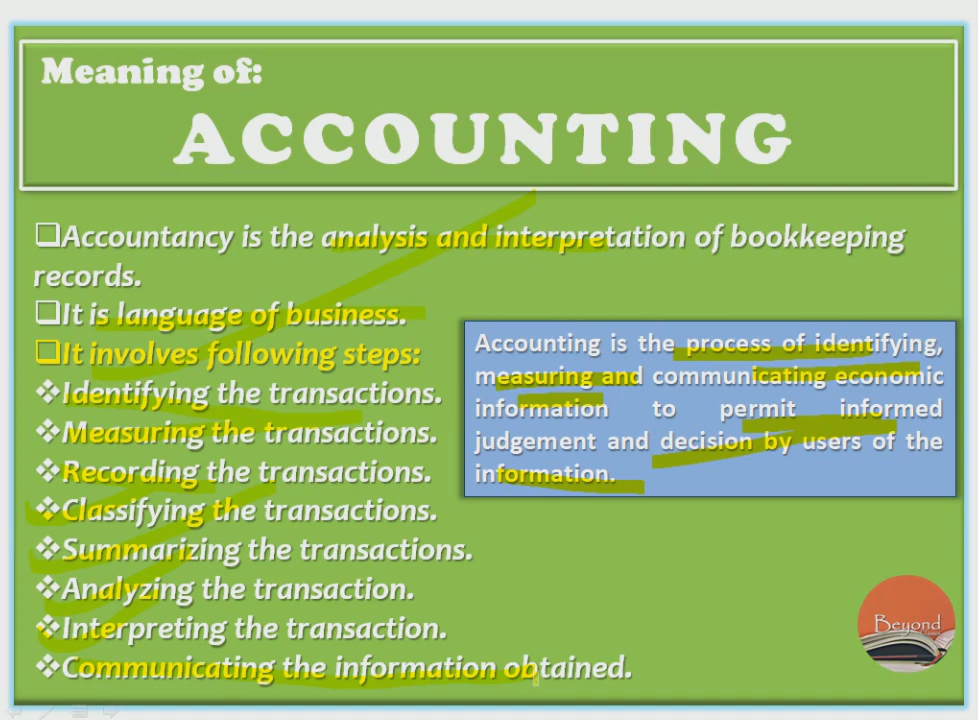 Meaning of:
ACCOUNTING
❑Accountancy is the analysis and interpretation of bookkeeping
records.
❑It is language of business.
❑It involves following steps:
❖Identifying the transactions.
❖Measuring the transactions.
❖Recording the transactions.
❖Classifying the transactions.
❖Summarizing the transactions.
❖Analyzing the transaction.
❖Interpreting the transaction.
❖Communicating the information obtained.
Accounting is the process of identifying,
measuring and communicating economic
information to permit informed
judgement and decision by users of the
information.
Beyond